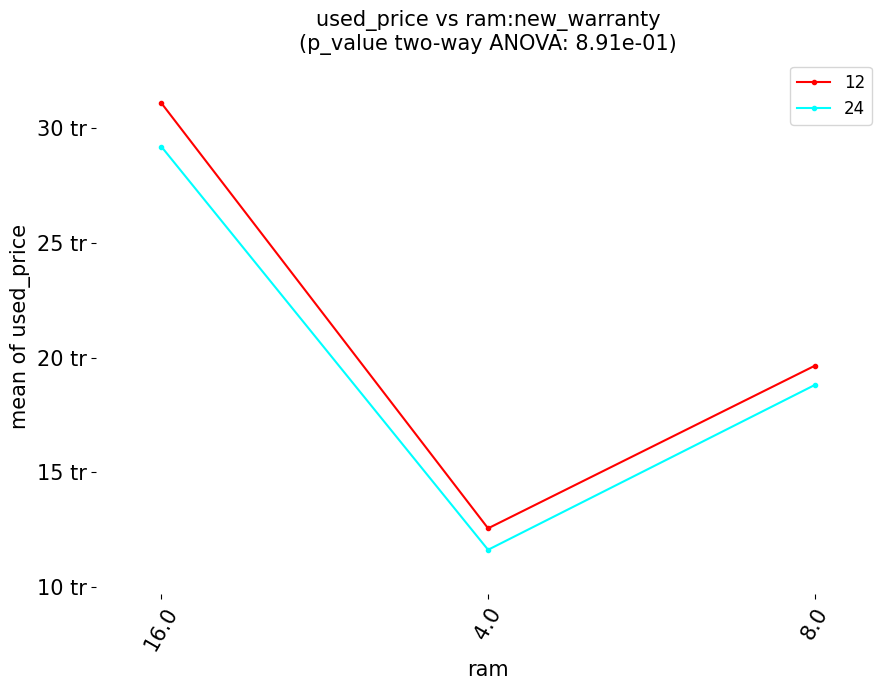 used_price vs ram:new_warranty
(p_value two-way ANOVA: 8.91e-01)
12
24
mean of used_price
30 tr
25 tr
20 tr
15 tr
10 tr
16.0
4.0
8.0
ram